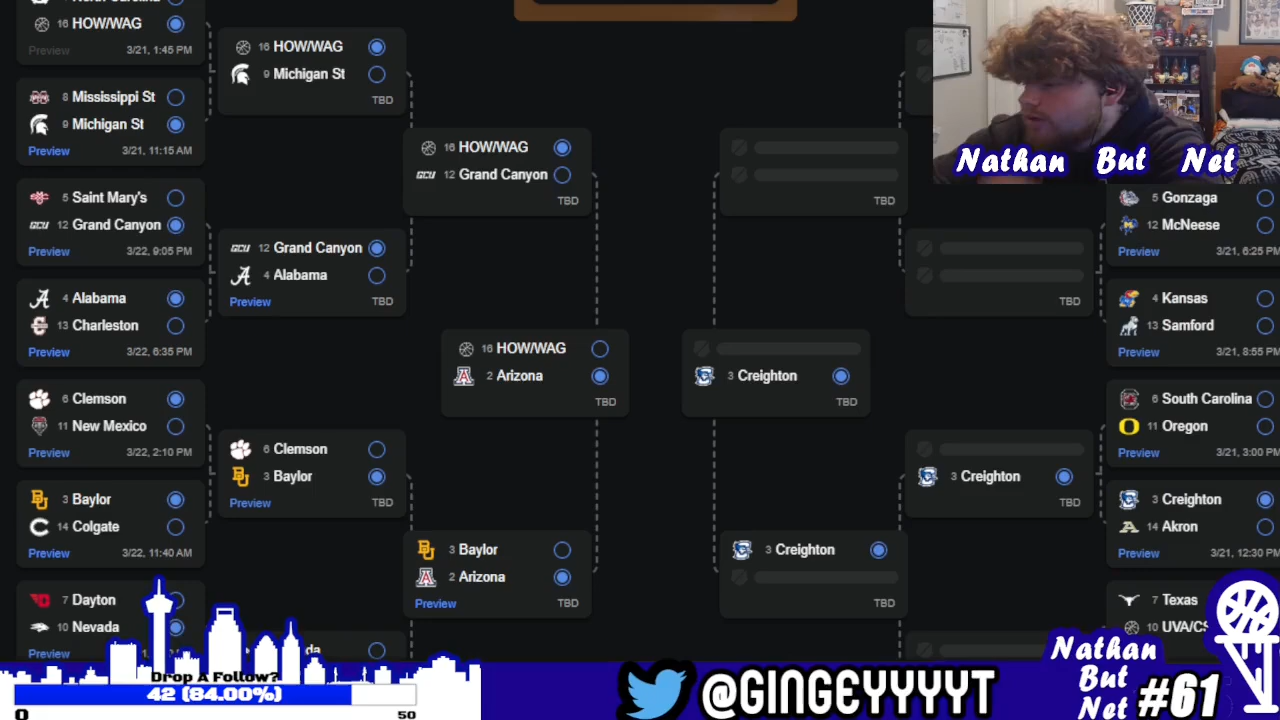 16 HOW/WAG
Preview 3/21, 1:45 PM
8 Mississippi St
9 Michigan St
Preview 3/21, 11:15 AM
5 Saint Mary's
12 Grand Canyon
Preview 3/22, 9:05 PM
4 Alabama
13 Charleston
Preview 3/22, 6:35 PM
6 Clemson
11 New Mexico
Preview 3/22, 2:10 PM
3 Baylor
14 Colgate
Preview 3/22, 11:40 AM
7 Dayton
10 Nevada
Preview
16 HOW/WAG
9 Michigan St
TBD
GCU 12 Grand Canyon
4 Alabama
Preview TBD
6 Clemson
3 Baylor
Preview TBD
16 HOW/WAG
GCU 12 Grand Canyon
TBD
16 HOW/WAG
2 Arizona
TBD
3 Baylor
2 Arizona
Preview TBD
TBD
3 Creighton
TBD
3 Creighton
TBD
TBD
3 Creighton
TBD
Nathan But Net
5 Gonzaga
12 McNeese
Preview 3/21, 6:25 PM
4 Kansas
13 Samford
Preview 3/21, 8:55 PM
6 South Carolina
11 Oregon
Preview 3/21, 3:00 PM
3 Creighton
14 Akron
Preview 3/21, 12:30 PM
7 Texas
10 UVA/CS
Drop A Follow?
42 (84.00%)
0 50
@GINGEYYYYT
Nathan
But
Net #61